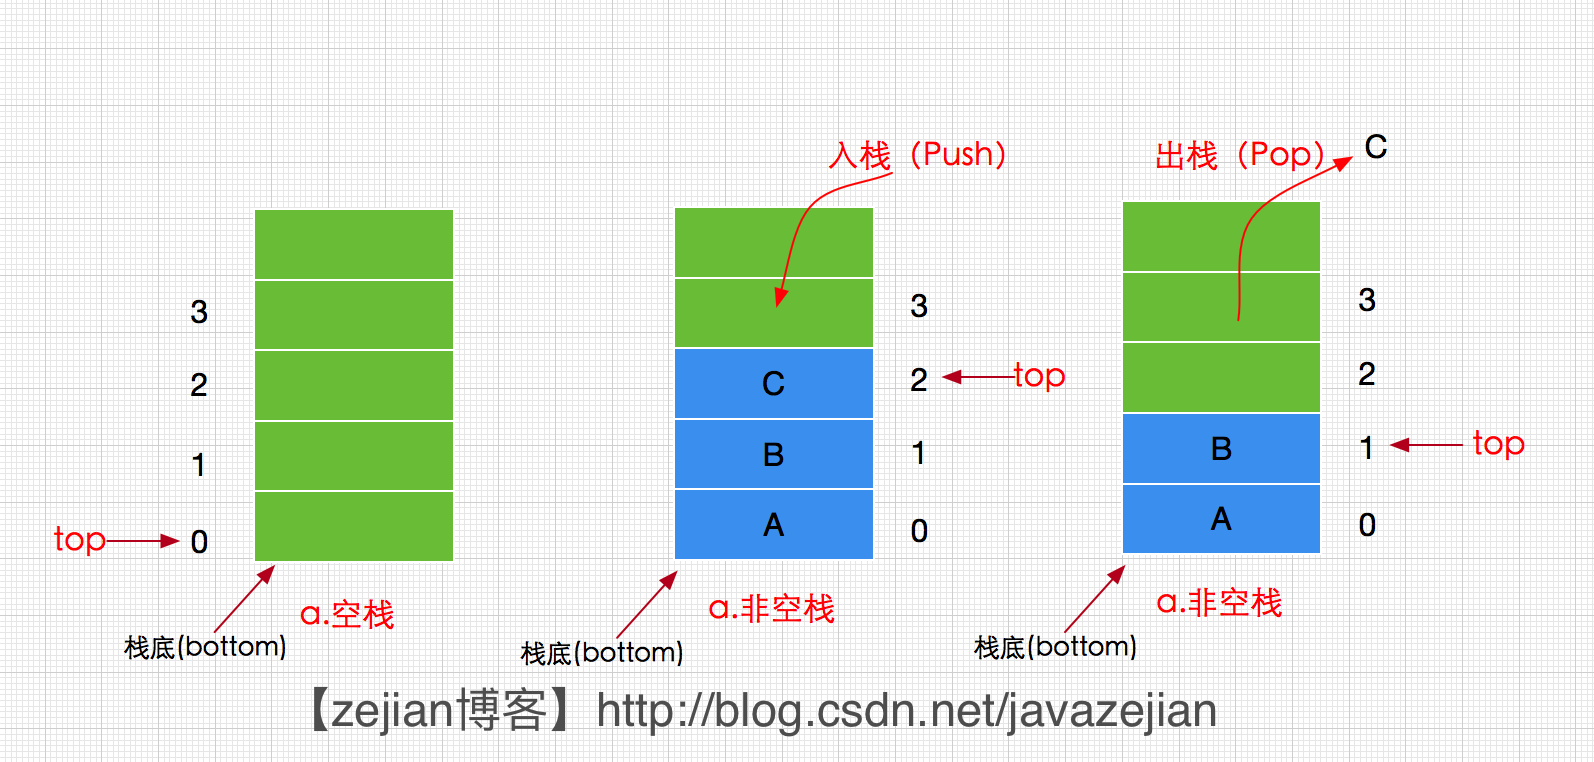 入栈（Push）
出栈（Pop）
C
3
2
1
0
top
栈底(bottom)
a.空栈
C
B
A
3
2
1
0
top
栈底(bottom)
a.非空栈
B
A
3
2
1
0
top
栈底(bottom)
a.非空栈
【zejian博客】http://blog.csdn.net/javazejian